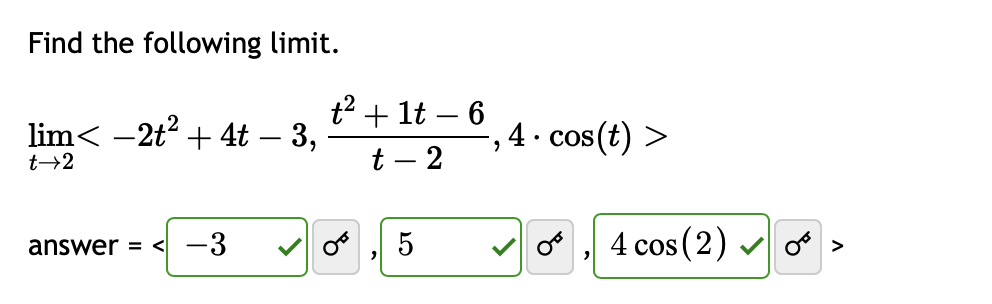 Find the following limit.
lim t→2 < −2t² + 4t − 3, (t² + 1t − 6)/(t − 2), 4 · cos(t) >
answer = < −3 , 5 , 4 cos(2) >